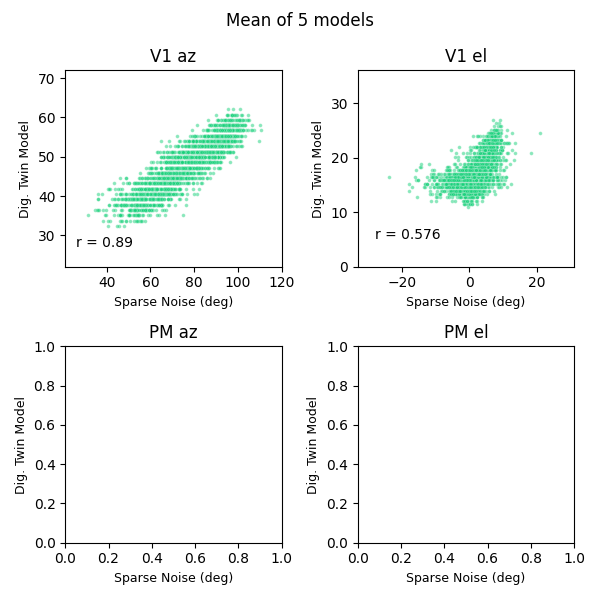 Mean of 5 models
V1 az
V1 el
Dig. Twin Model
70
60
50
40
30
r = 0.89
40 60 80 100 120
Sparse Noise (deg)
Dig. Twin Model
30
20
10
0
r = 0.576
−20 0 20
Sparse Noise (deg)
PM az
PM el
Dig. Twin Model
1.0
0.8
0.6
0.4
0.2
0.0
0.0 0.2 0.4 0.6 0.8 1.0
Sparse Noise (deg)
Dig. Twin Model
1.0
0.8
0.6
0.4
0.2
0.0
0.0 0.2 0.4 0.6 0.8 1.0
Sparse Noise (deg)